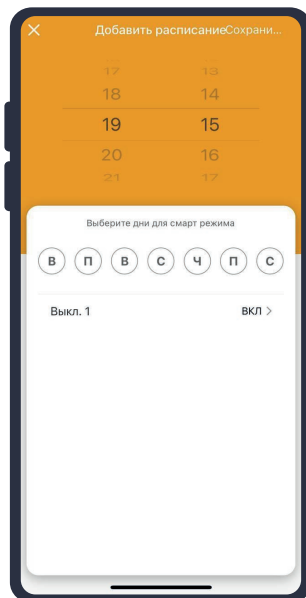 × Добавить расписание Сохрани...
17 13
18 14
19 15
20 16
21 17
Выберите дни для смарт режима
В П В С Ч П С
Выкл. 1 ВКЛ >